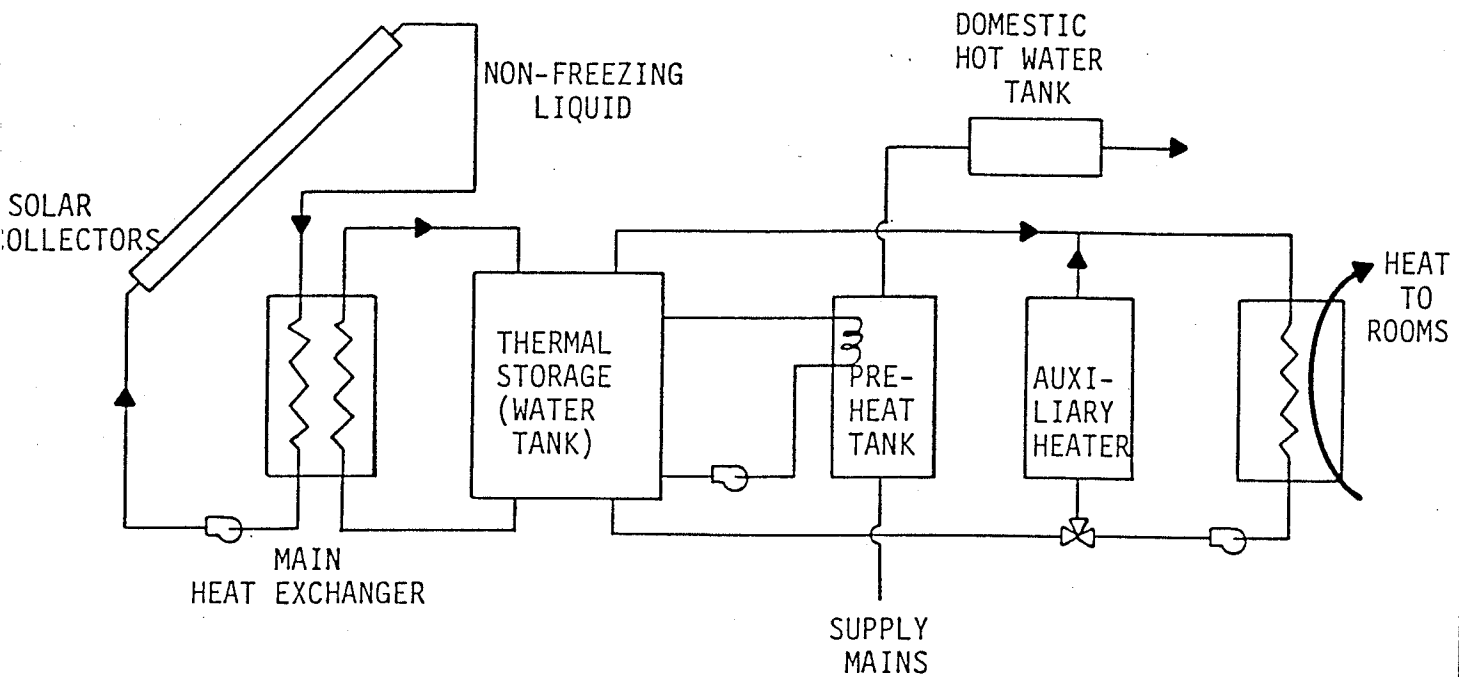 DOMESTIC
HOT WATER
TANK
NON-FREEZING
LIQUID
SOLAR
COLLECTORS
HEAT
TO
ROOMS
THERMAL
STORAGE
(WATER
TANK)
PRE-
HEAT
TANK
AUXI-
LIARY
HEATER
MAIN
HEAT EXCHANGER
SUPPLY
MAINS